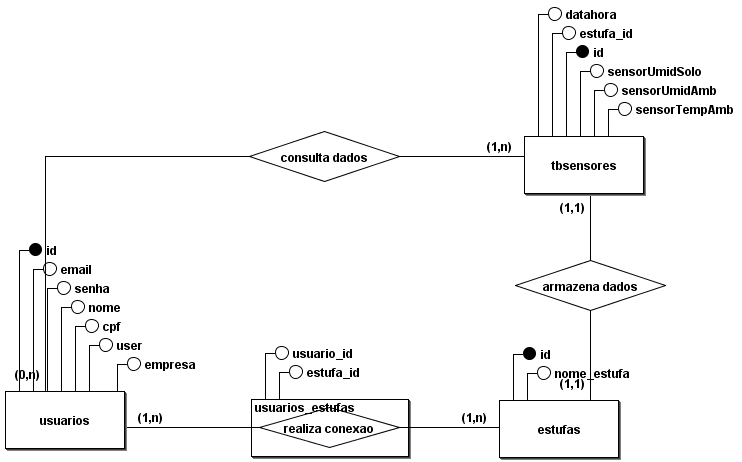 datahora
estufa_id
id
sensorUmidSolo
sensorUmidAmb
sensorTempAmb
consulta dados
(1,n)
tbsensores
(1,1)
id
email
senha
nome
cpf
user
empresa
(0,n)
armazena dados
usuario_id
estufa_id
id
nome_estufa
(1,1)
usuarios
(1,n)
usuarios_estufas
realiza conexao
(1,n)
estufas